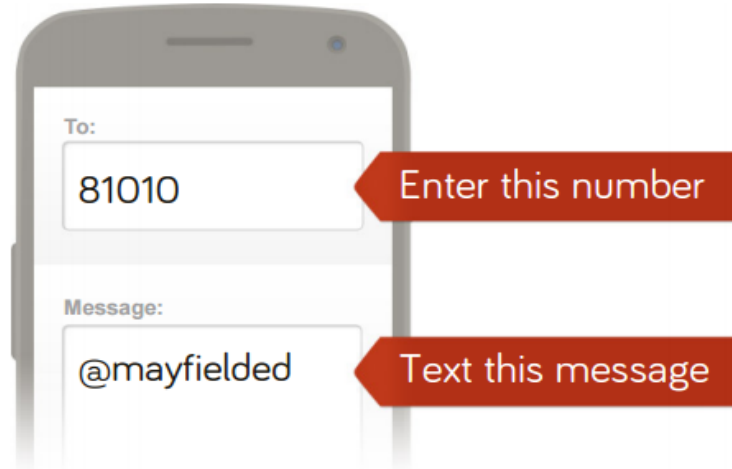 To:
81010
Enter this number
Message:
@mayfielded
Text this message